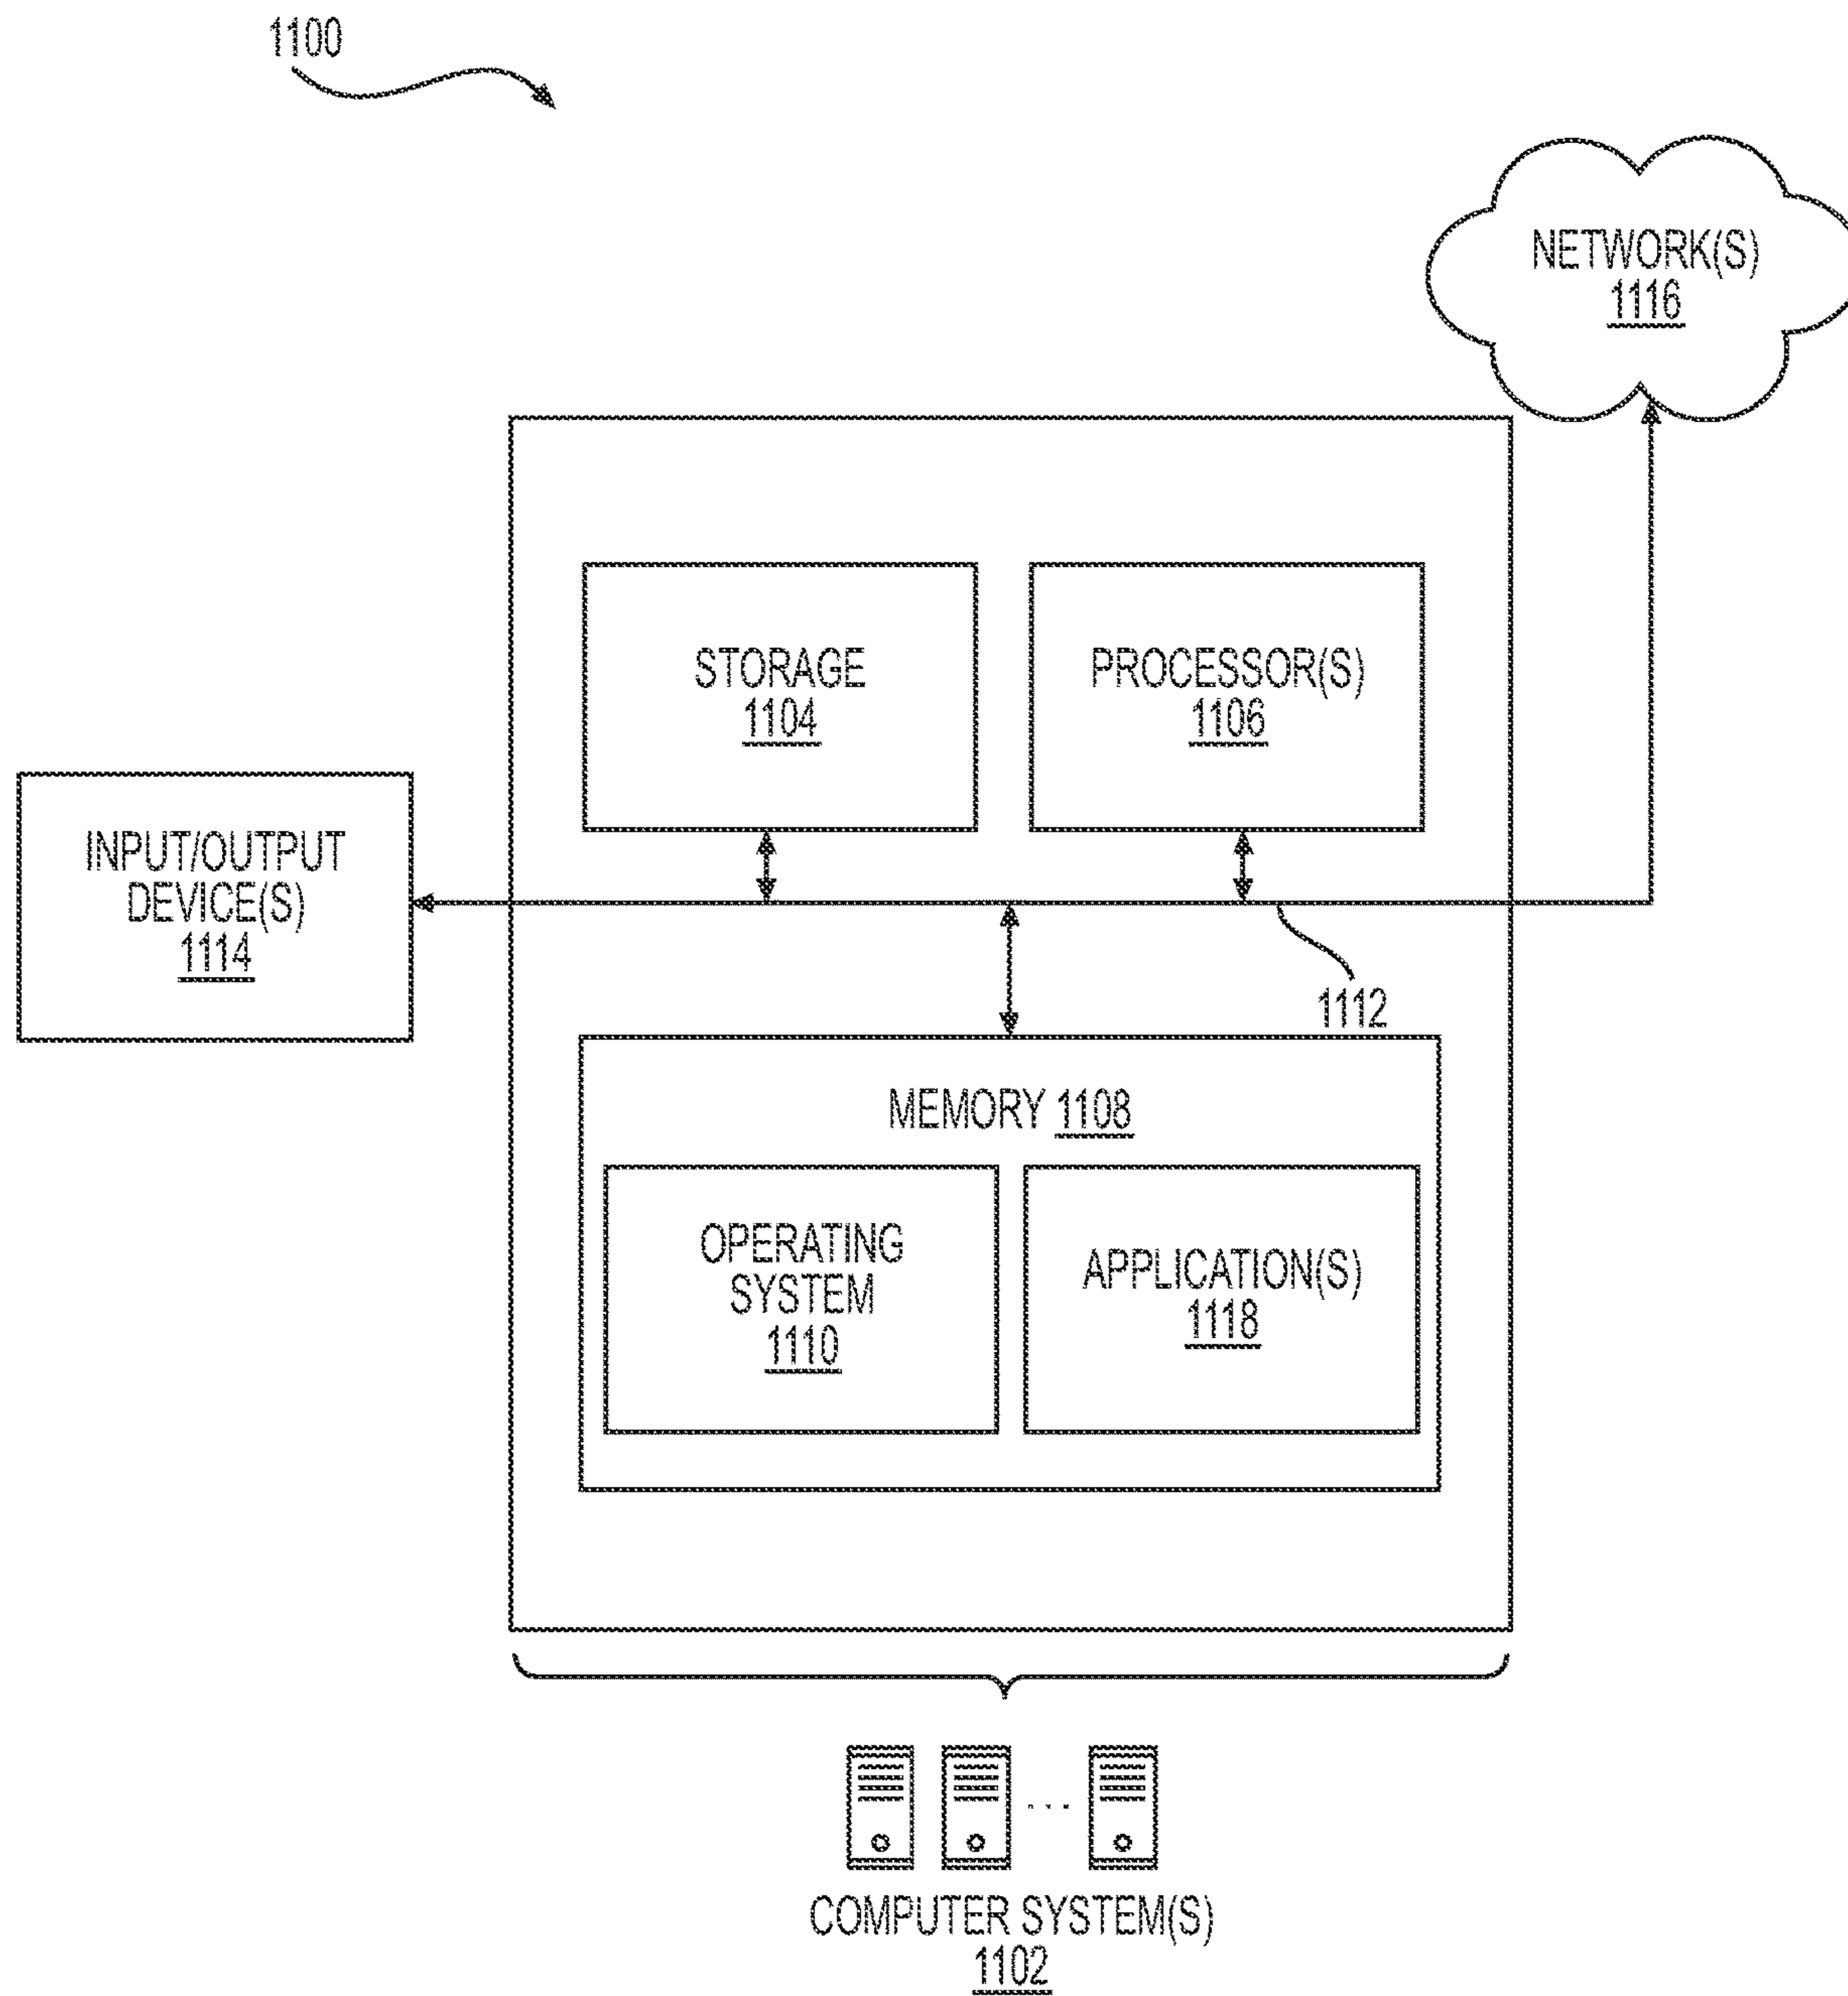 1100
NETWORK(S)
1116
STORAGE
1104
PROCESSOR(S)
1106
INPUT/OUTPUT
DEVICE(S)
1114
1112
MEMORY 1108
OPERATING
SYSTEM
1110
APPLICATION(S)
1118
...
COMPUTER SYSTEM(S)
1102